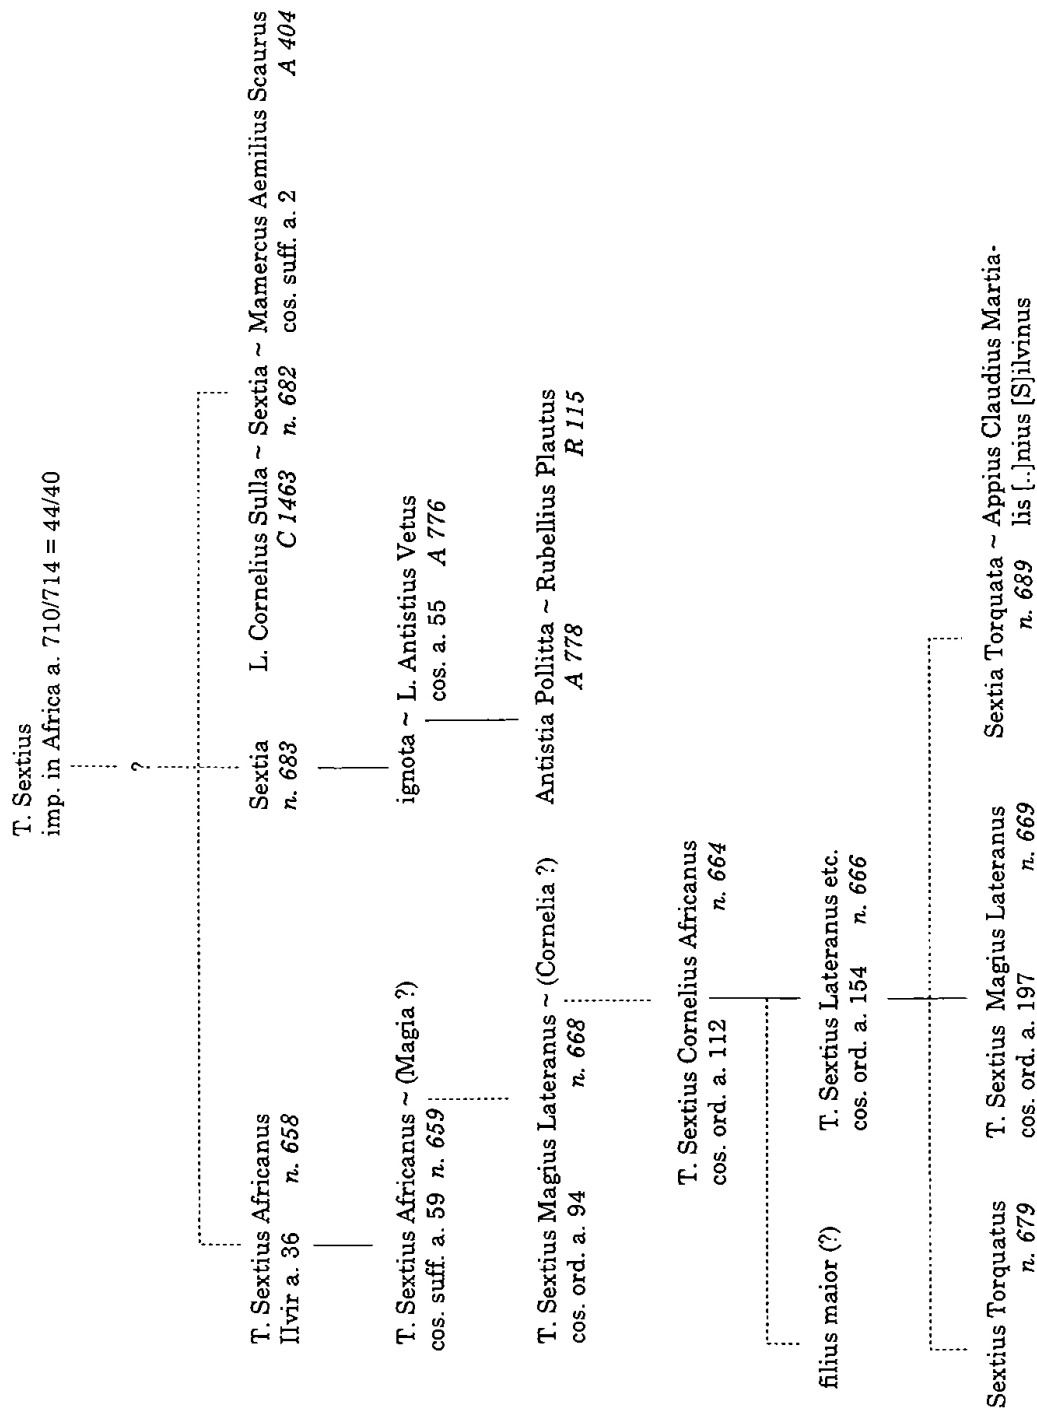 T. Sextius
imp. in Africa a. 710/714 = 44/40
?
T. Sextius Africanus
IIvir a. 36 n. 658
Sextia
n. 683
L. Cornelius Sulla ~ Sextia ~ Mamercus Aemilius Scaurus
C 1463 n. 682 cos. suff. a. 2 A 404
T. Sextius Africanus ~ (Magia ?)
cos. suff. a. 59 n. 659
ignota ~ L. Antistius Vetus
cos. a. 55 A 776
T. Sextius Magius Lateranus ~ (Cornelia ?)
cos. ord. a. 94 n. 668
Antistia Pollitta ~ Rubellius Plautus
A 778 R 115
T. Sextius Cornelius Africanus
cos. ord. a. 112 n. 664
filius maior (?)
T. Sextius Lateranus etc.
cos. ord. a. 154 n. 666
Sextius Torquatus
n. 679
T. Sextius Magius Lateranus
cos. ord. a. 197 n. 669
Sextia Torquata ~ Appius Claudius Martia-
n. 689 lis [..]nius [S]ilvinus